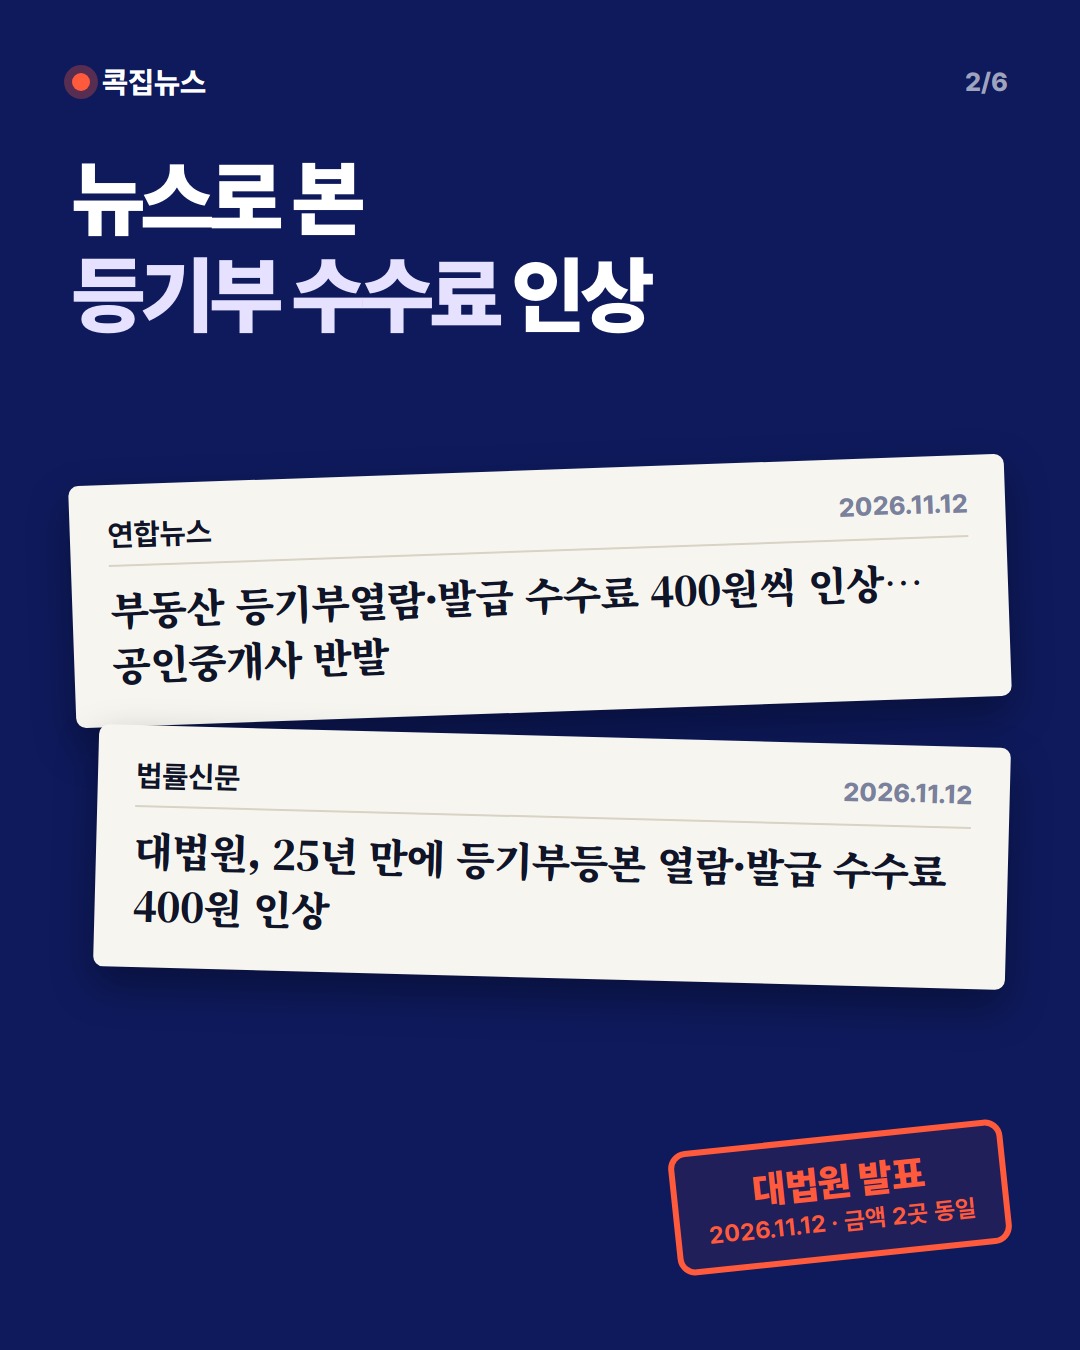 콕집뉴스
2/6
뉴스로 본
등기부 수수료 인상
연합뉴스
2026.11.12
부동산 등기부열람·발급 수수료 400원씩 인상…
공인중개사 반발
법률신문
2026.11.12
대법원, 25년 만에 등기부등본 열람·발급 수수료
400원 인상
대법원 발표
2026.11.12 · 금액 2곳 동일